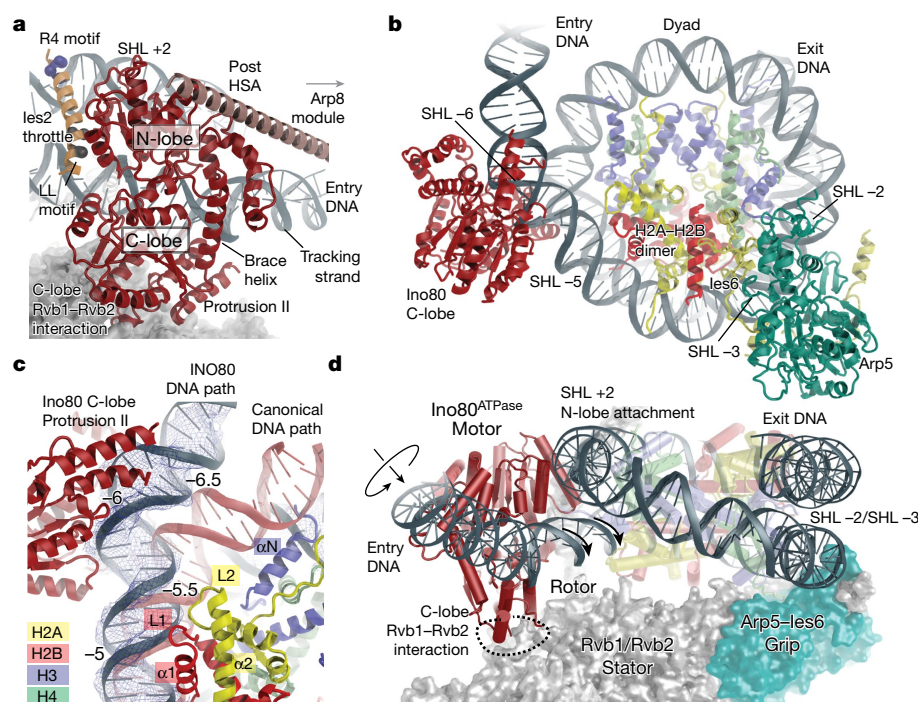 a
R4 motif
SHL +2
Post
HSA
Arp8
module
Ies2
throttle
N-lobe
LL
motif
C-lobe
Entry
DNA
Brace
helix
Tracking
strand
C-lobe
Rvb1–Rvb2
interaction
Protrusion II
b
Entry
DNA
Dyad
Exit
DNA
SHL –6
SHL –2
H2A–H2B
dimer
SHL –5
Ies6
Ino80
C-lobe
SHL –3
Arp5
c
INO80
DNA path
Ino80 C-lobe
Protrusion II
Canonical
DNA path
–6.5
–6
αN
–5.5
L2
L1
–5
α1
α2
H2A
H2B
H3
H4
d
SHL +2
N-lobe attachment
Ino80ATPase
Motor
Exit DNA
SHL –2/SHL –3
Entry
DNA
Rotor
C-lobe
Rvb1–Rvb2
interaction
Rvb1/Rvb2
Stator
Arp5–Ies6
Grip